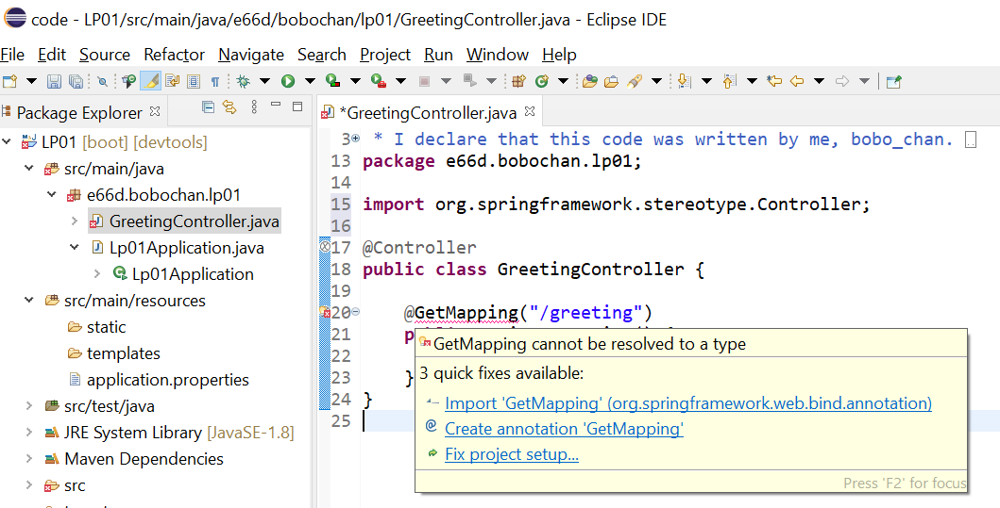 code - LP01/src/main/java/e66d/bobochan/lp01/GreetingController.java - Eclipse IDE
File Edit Source Refactor Navigate Search Project Run Window Help
Package Explorer
LP01 [boot] [devtools]
src/main/java
e66d.bobochan.lp01
GreetingController.java
Lp01Application.java
Lp01Application
src/main/resources
static
templates
application.properties
src/test/java
JRE System Library [JavaSE-1.8]
Maven Dependencies
src
*GreetingController.java
3 * I declare that this code was written by me, bobo_chan.
13 package e66d.bobochan.lp01;
14
15 import org.springframework.stereotype.Controller;
16
17 @Controller
18 public class GreetingController {
19
20 @GetMapping("/greeting")
21 p
22
23 }
24 }
25
GetMapping cannot be resolved to a type
3 quick fixes available:
Import 'GetMapping' (org.springframework.web.bind.annotation)
@ Create annotation 'GetMapping'
Fix project setup...
Press 'F2' for focus